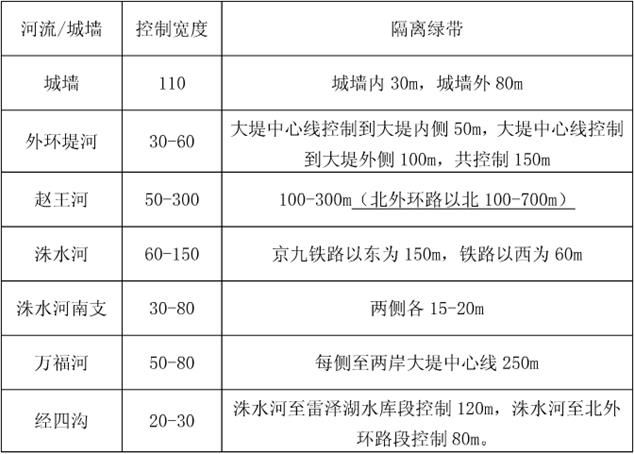 河流/城墙 控制宽度 隔离绿带
城墙 110 城墙内 30m，城墙外 80m
外环堤河 30-60 大堤中心线控制到大堤内侧 50m，大堤中心线控制
到大堤外侧 100m，共控制 150m
赵王河 50-300 100-300m（北外环路以北 100-700m）
洙水河 60-150 京九铁路以东为 150m，铁路以西为 60m
洙水河南支 30-80 两侧各 15-20m
万福河 50-80 每侧至两岸大堤中心线 250m
经四沟 20-30 洙水河至雷泽湖水库段控制 120m，洙水河至北外
环路段控制 80m。